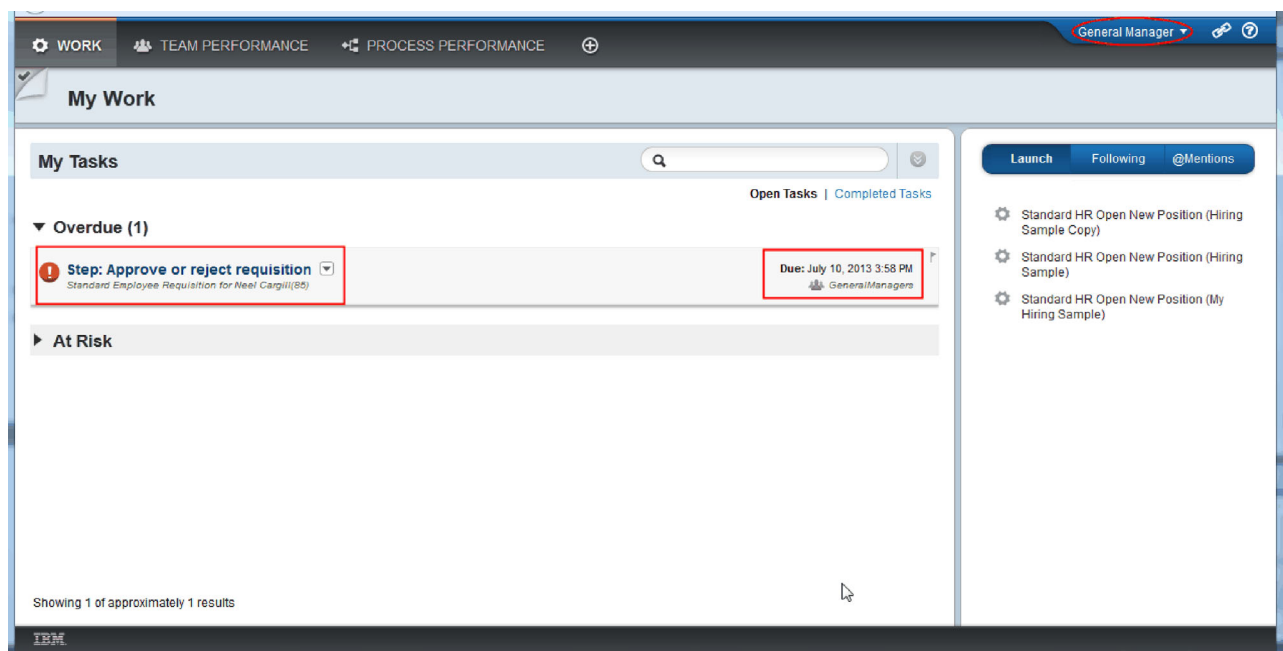 WORK TEAM PERFORMANCE PROCESS PERFORMANCE General Manager
My Work
My Tasks
Open Tasks | Completed Tasks
Overdue (1)
Step: Approve or reject requisition
Standard Employee Requisition for Neel Cargill(85)
Due: July 10, 2013 3:58 PM
GeneralManagers
At Risk
Showing 1 of approximately 1 results
Launch Following @Mentions
Standard HR Open New Position (Hiring
Sample Copy)
Standard HR Open New Position (Hiring
Sample)
Standard HR Open New Position (My
Hiring Sample)
IBM.